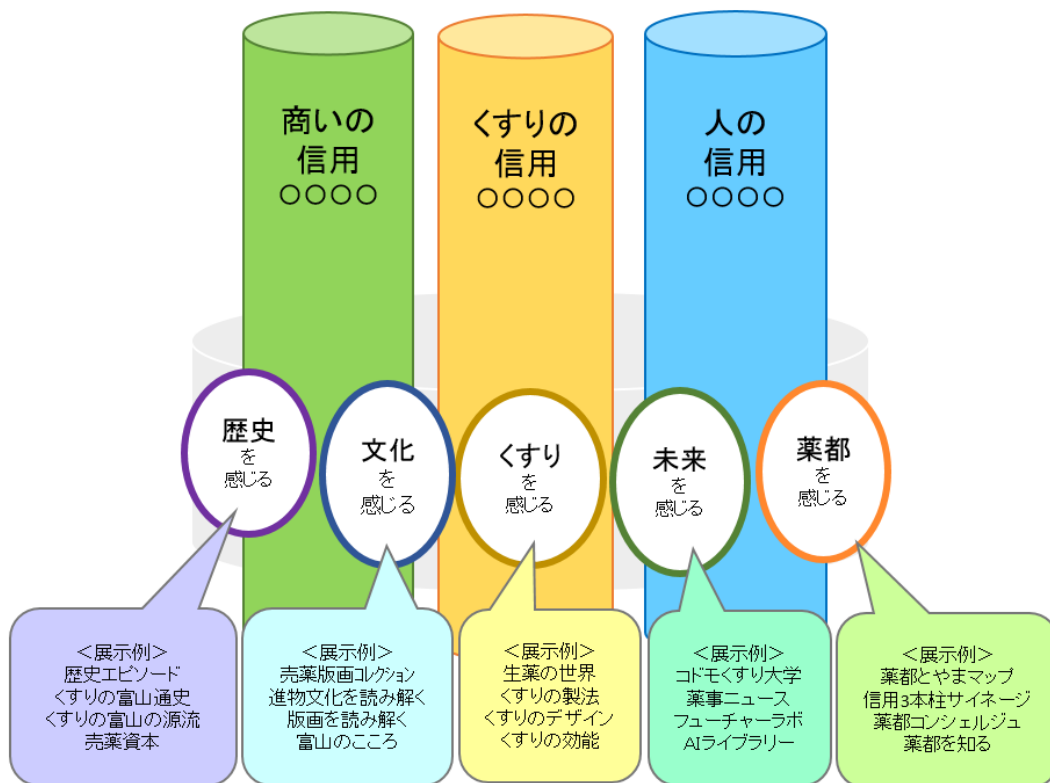 商いの
信用
○○○○
くすりの
信用
○○○○
人の
信用
○○○○
歴史
を
感じる
文化
を
感じる
くすり
を
感じる
未来
を
感じる
薬都
を
感じる
<展示例>
歴史エピソード
くすりの富山通史
くすりの富山の源流
売薬資本
<展示例>
売薬版画コレクション
進物文化を読み解く
版画を読み解く
富山のこころ
<展示例>
生薬の世界
くすりの製法
くすりのデザイン
くすりの効能
<展示例>
コドモくすり大学
薬事ニュース
フューチャーラボ
AIライブラリー
<展示例>
薬都とやまマップ
信用3本柱サイネージ
薬都コンシェルジュ
薬都を知る